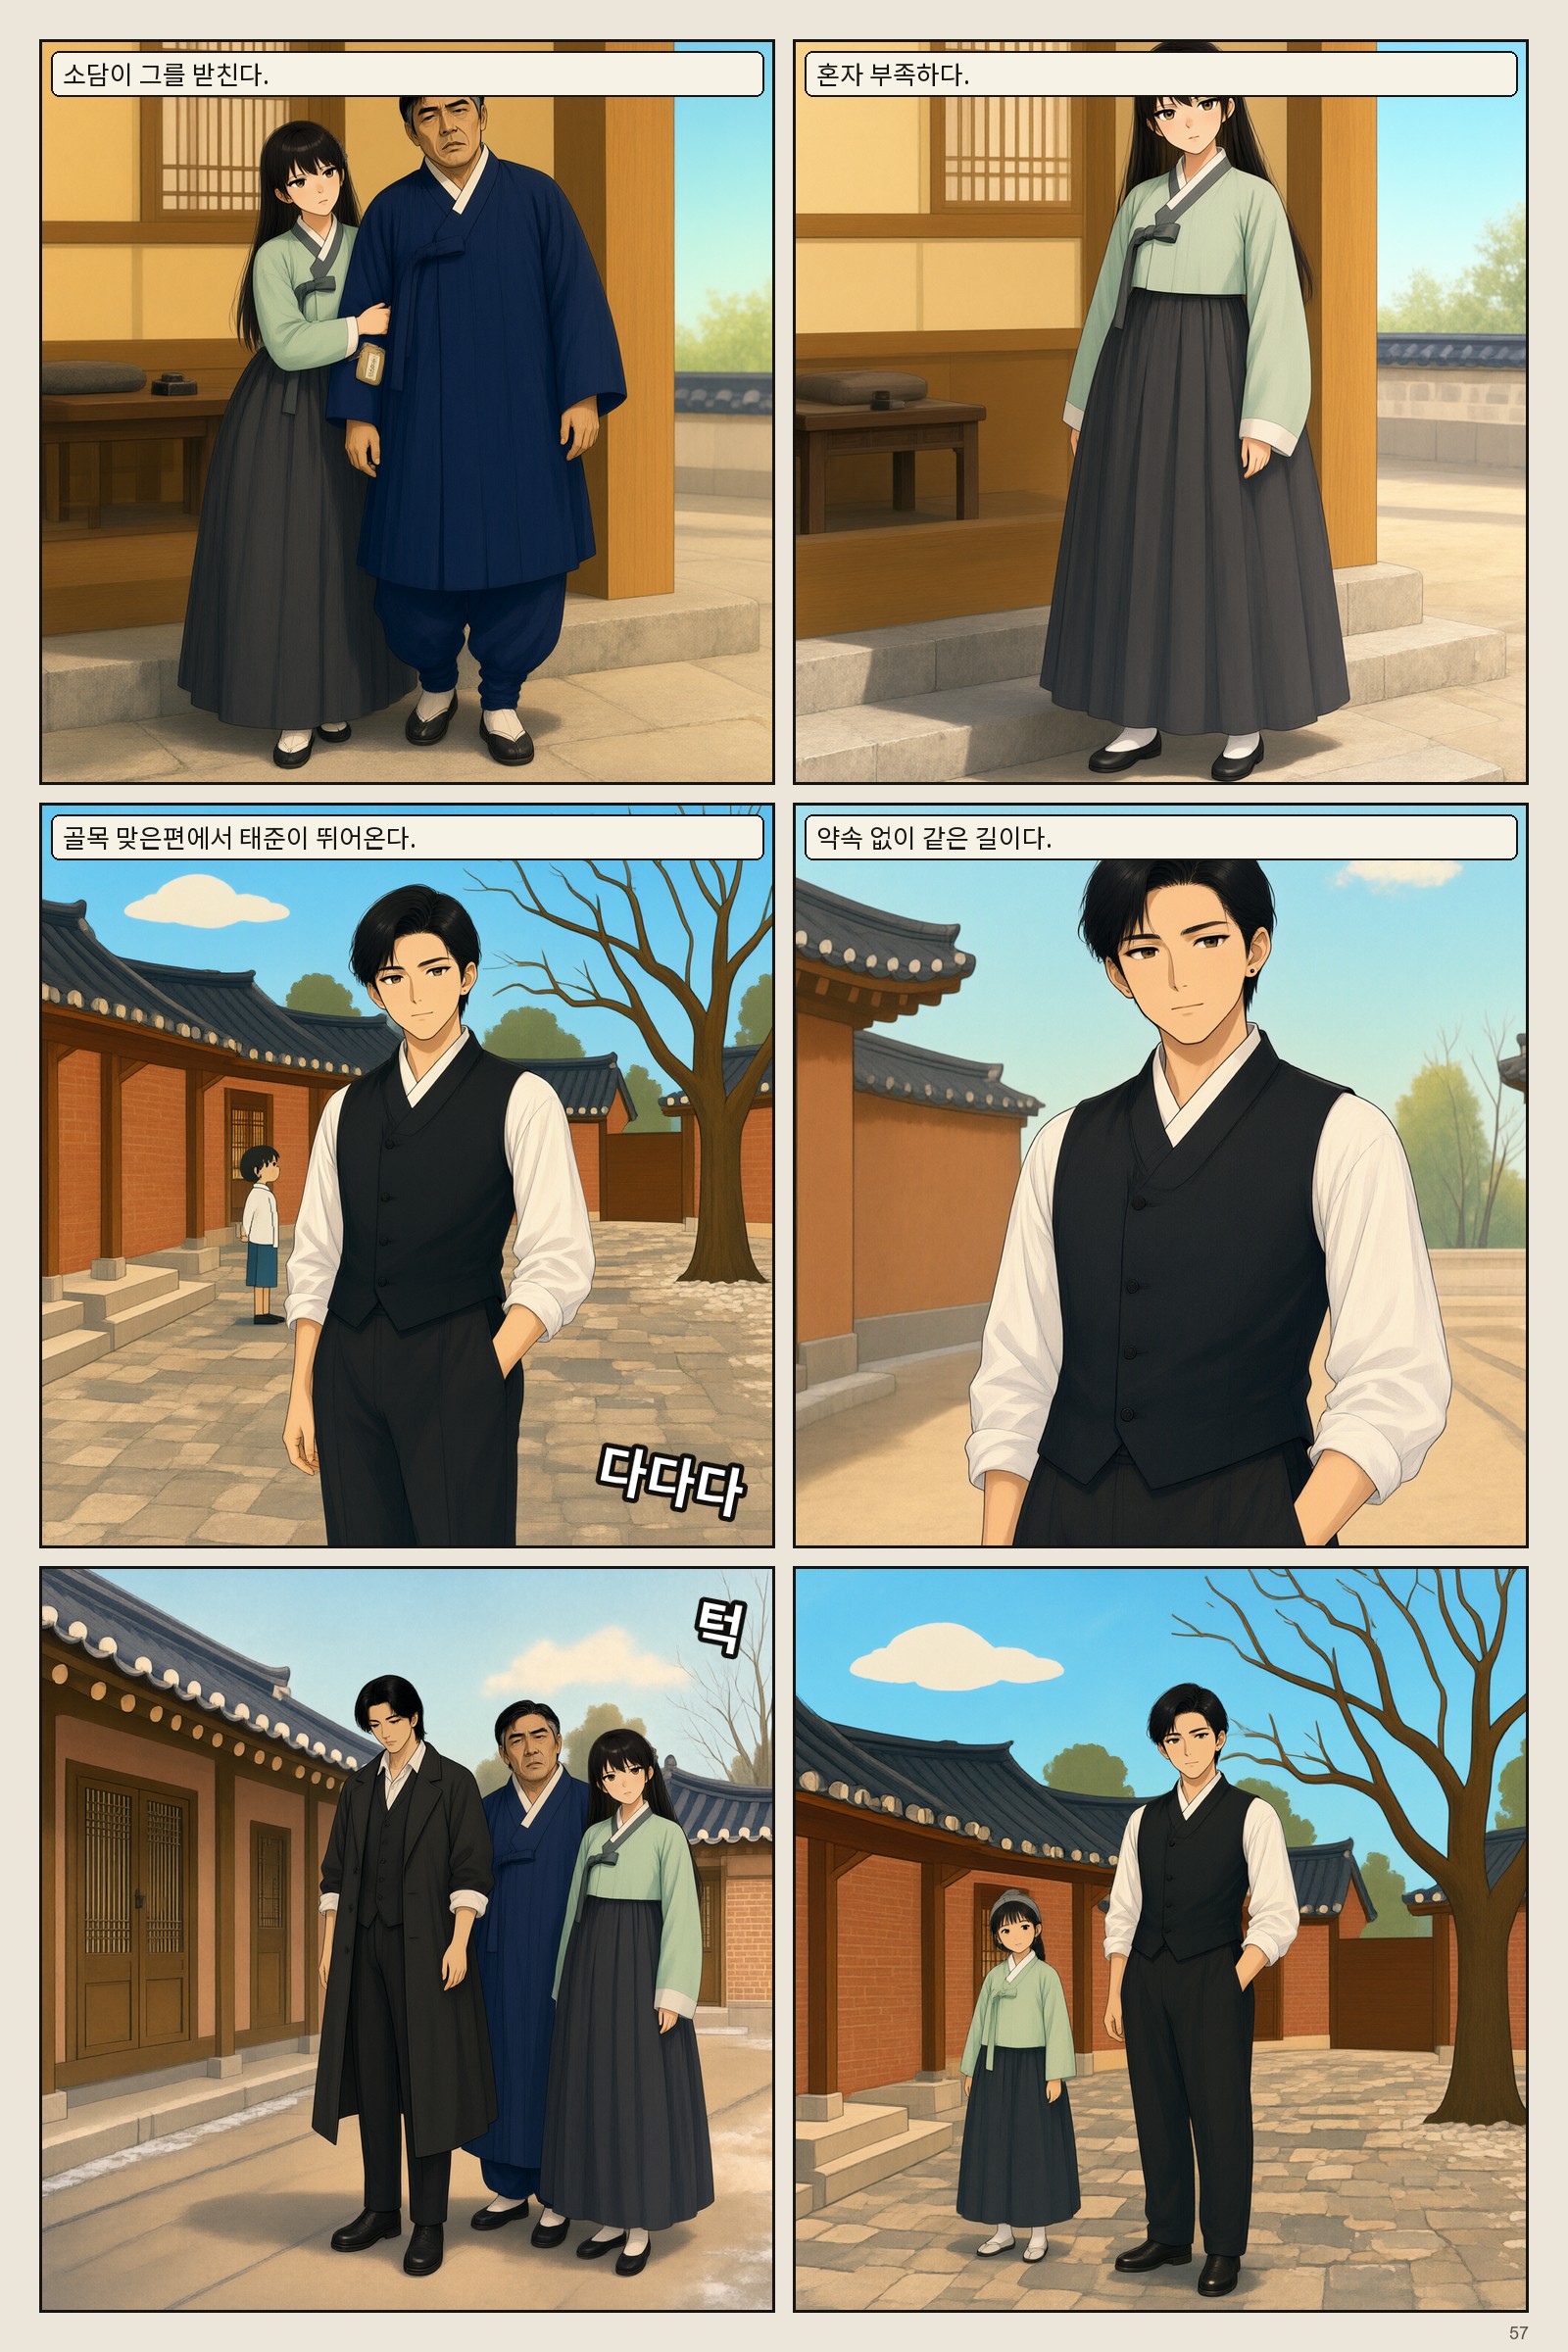 소담이 그를 받친다.
혼자 부족하다.
골목 맞은편에서 태준이 뛰어온다.
다다다
약속 없이 같은 길이다.
턱
57